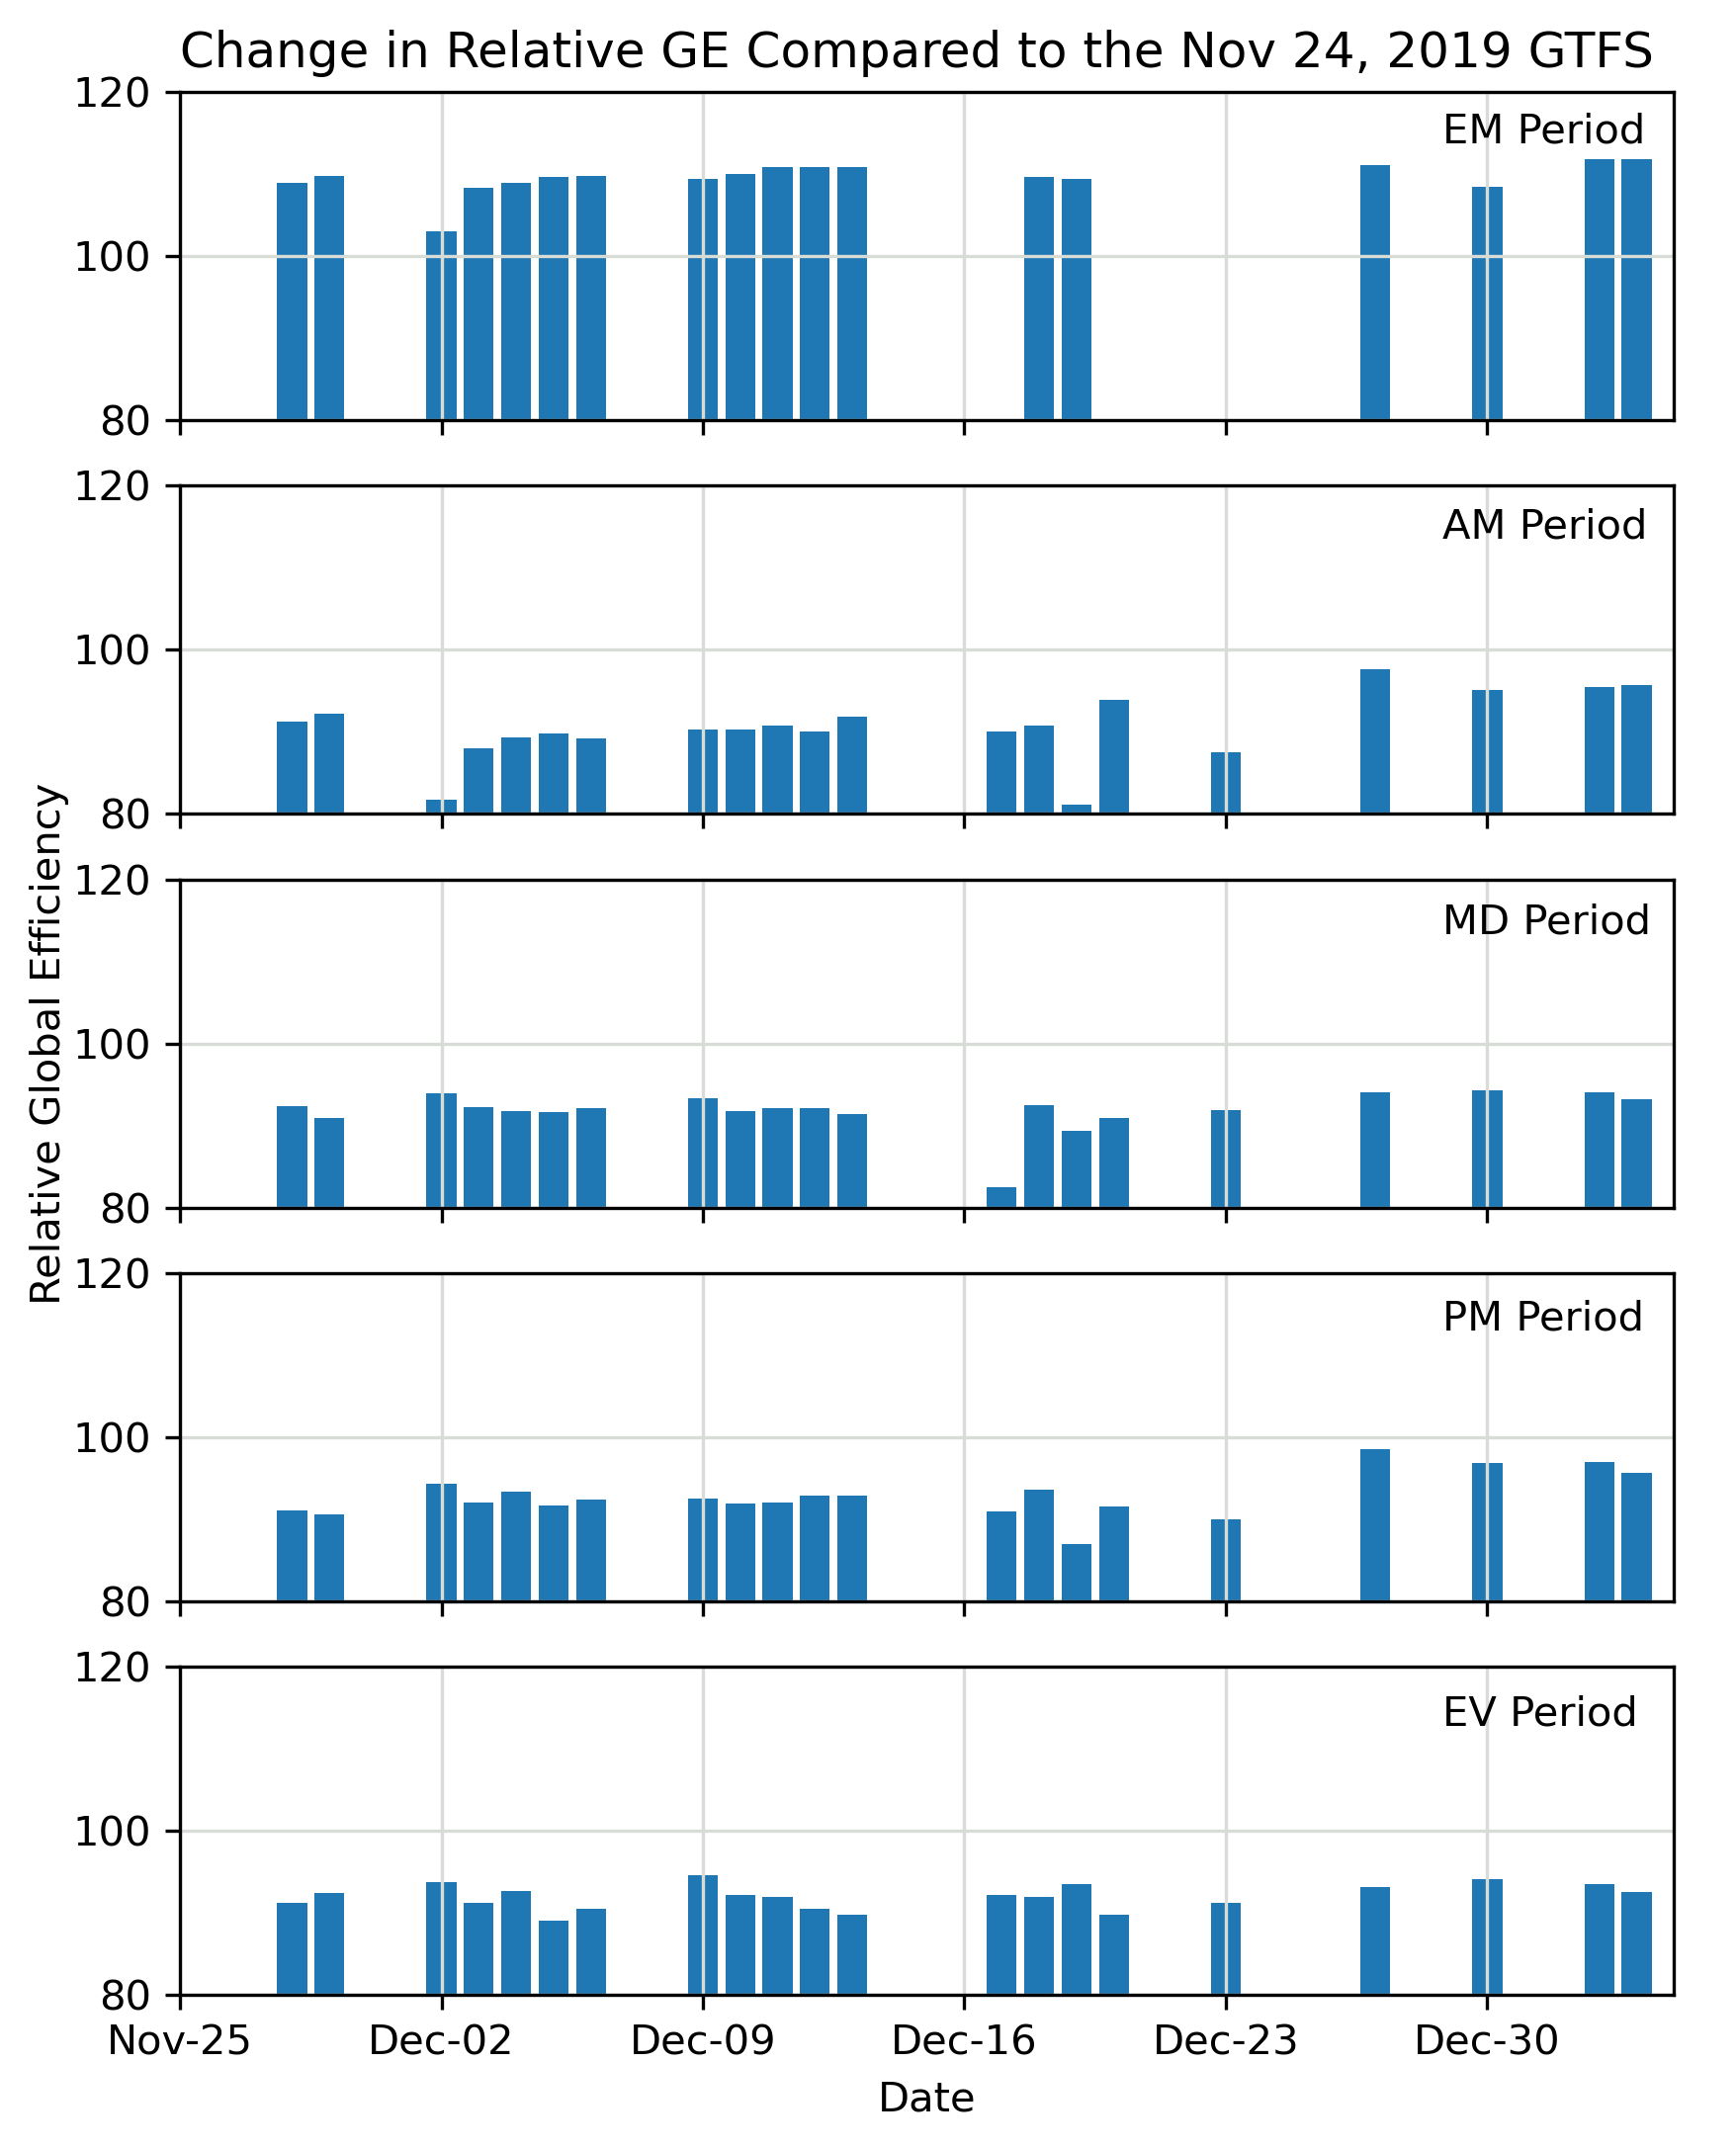 Change in Relative GE Compared to the Nov 24, 2019 GTFS
120
EM Period
100
80
120
AM Period
100
80
120
MD Period
100
80
Relative Global Efficiency
120
PM Period
100
80
120
EV Period
100
80
Nov-25 Dec-02 Dec-09 Dec-16 Dec-23 Dec-30
Date